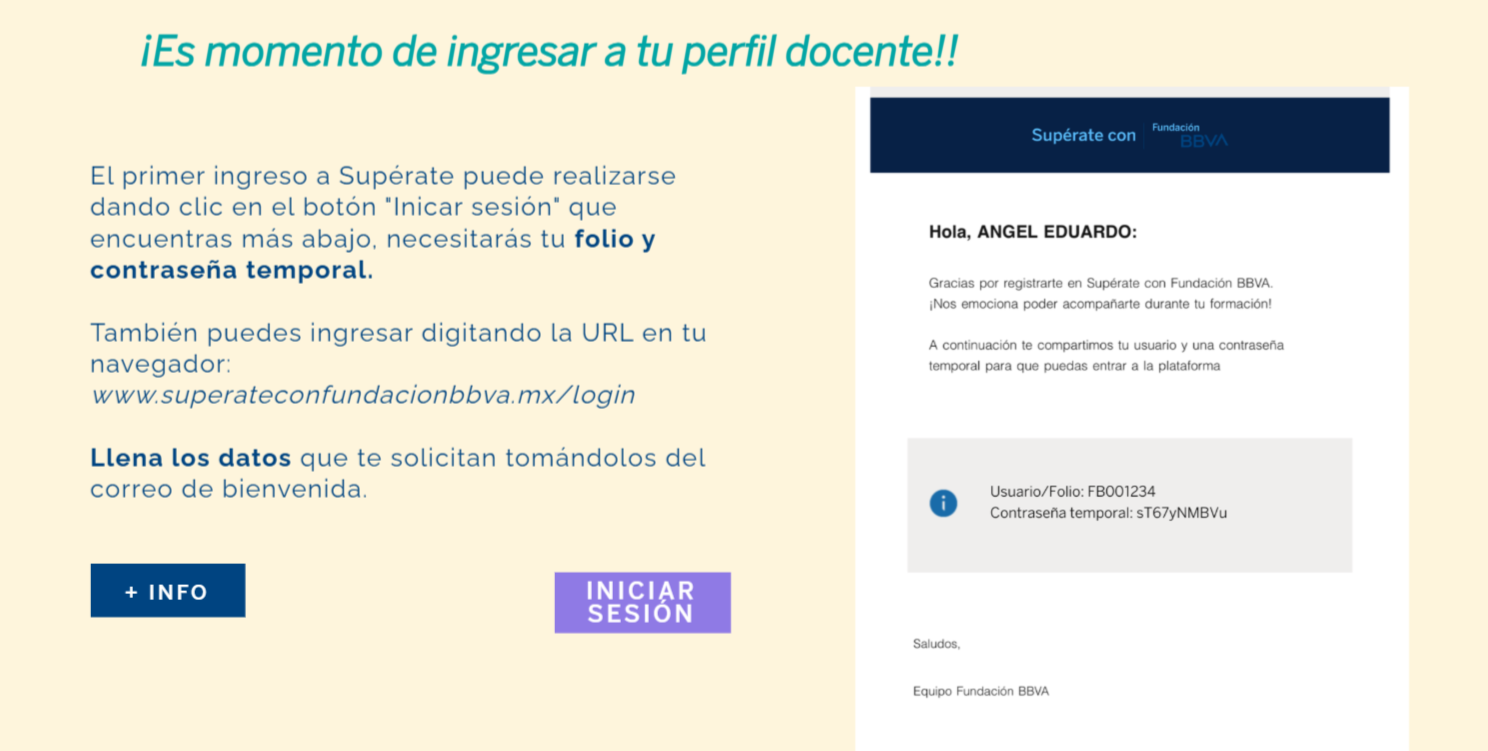 ¡Es momento de ingresar a tu perfil docente!!
El primer ingreso a Supérate puede realizarse
dando clic en el botón "Inicar sesión" que
encuentras más abajo, necesitarás tu folio y
contraseña temporal.
También puedes ingresar digitando la URL en tu
navegador:
www.superateconfundacionbbva.mx/login
Llena los datos que te solicitan tomándolos del
correo de bienvenida.
+ INFO
INICIAR
SESIÓN
Supérate con Fundación
BBVA
Hola, ANGEL EDUARDO:
Gracias por registrarte en Supérate con Fundación BBVA.
¡Nos emociona poder acompañarte durante tu formación!
A continuación te compartimos tu usuario y una contraseña
temporal para que puedas entrar a la plataforma
Usuario/Folio: FB001234
Contraseña temporal: sT67yNMBVu
Saludos,
Equipo Fundación BBVA